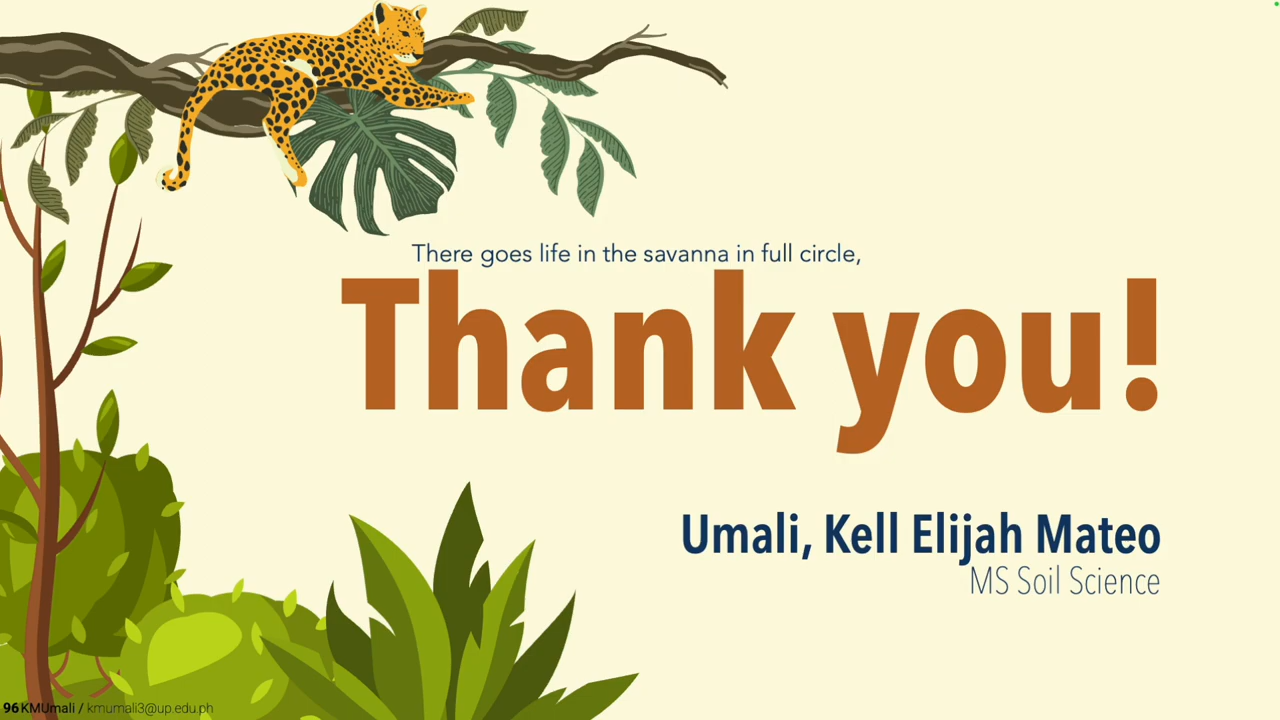 There goes life in the savanna in full circle,
Thank you!
Umali, Kell Elijah Mateo
MS Soil Science
96 KMUmali / kmumali3@up.edu.ph